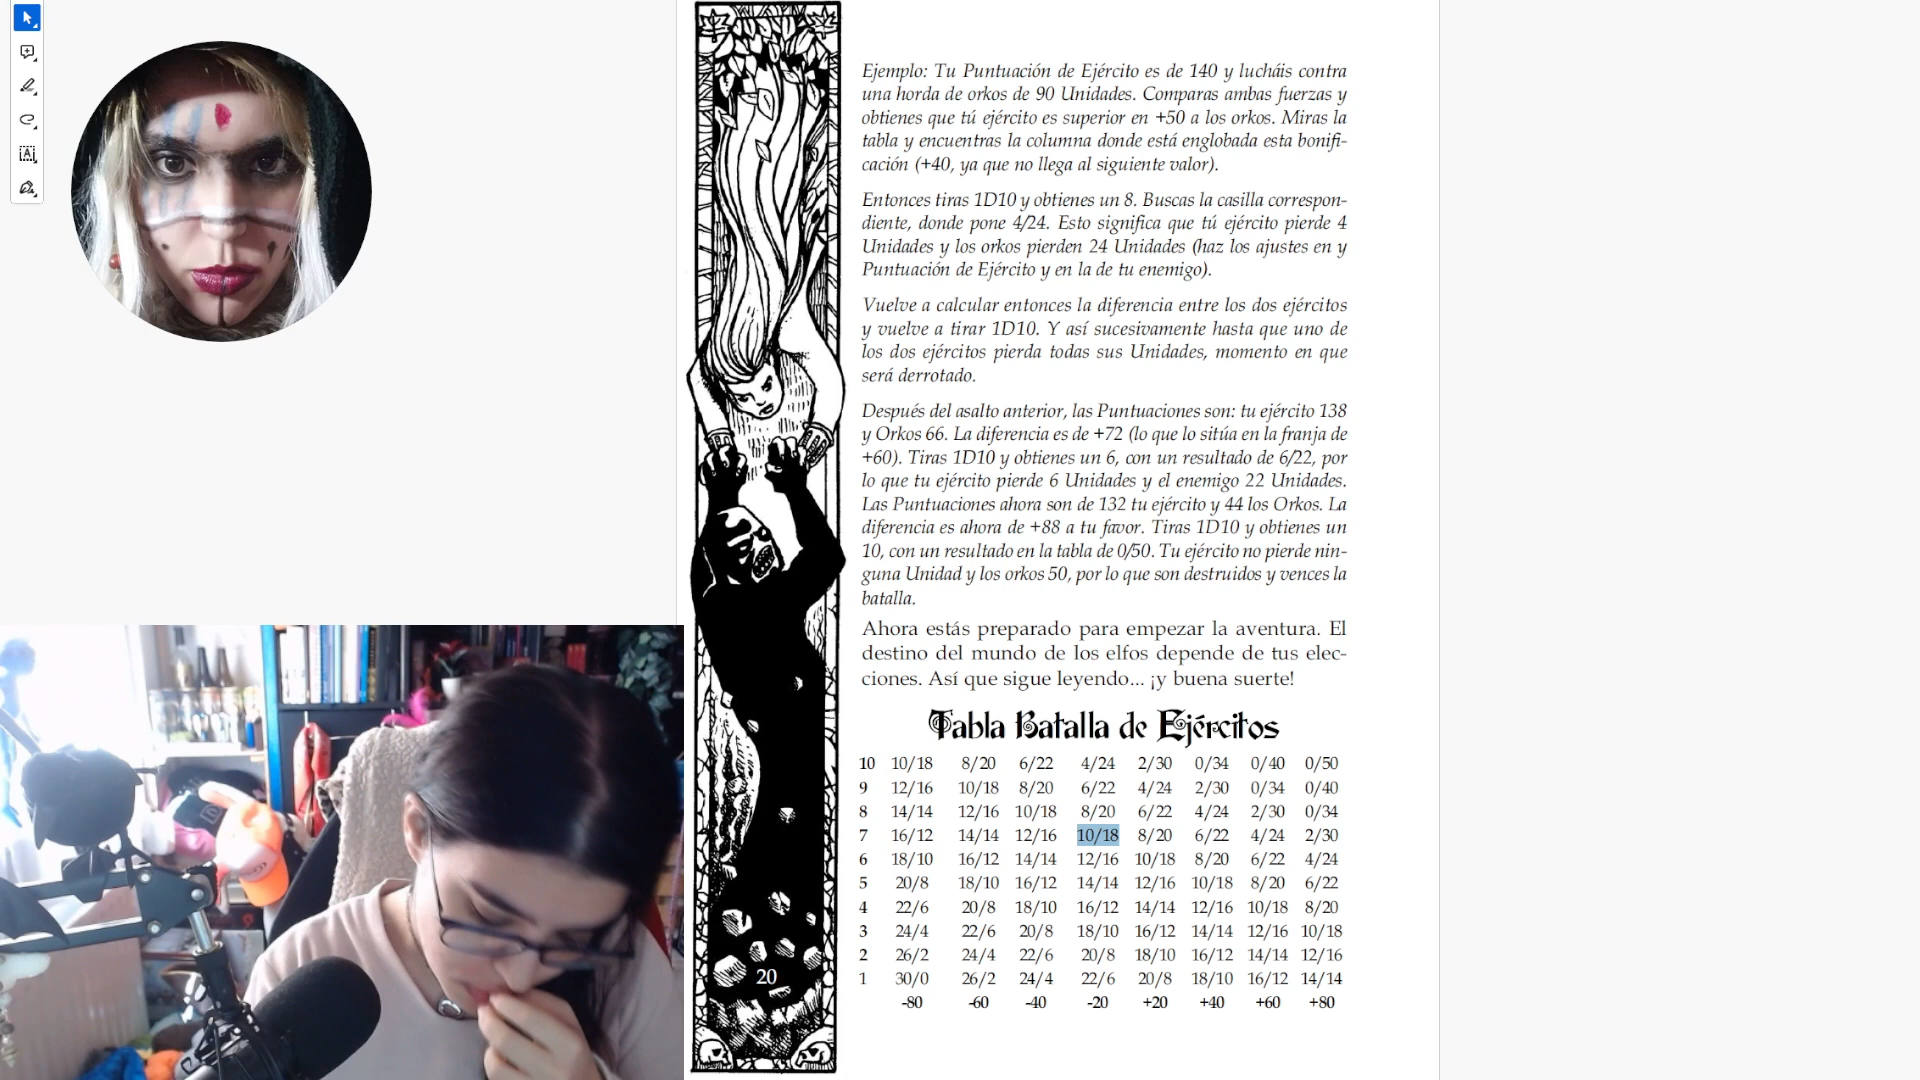 Ejemplo: Tu Puntuación de Ejército es de 140 y lucháis contra
una horda de orkos de 90 Unidades. Comparas ambas fuerzas y
obtienes que tú ejército es superior en +50 a los orkos. Miras la
tabla y encuentras la columna donde está englobada esta bonifi-
cación (+40, ya que no llega al siguiente valor).
Entonces tiras 1D10 y obtienes un 8. Buscas la casilla correspon-
diente, donde pone 4/24. Esto significa que tú ejército pierde 4
Unidades y los orkos pierden 24 Unidades (haz los ajustes en y
Puntuación de Ejército y en la de tu enemigo).
Vuelve a calcular entonces la diferencia entre los dos ejércitos
y vuelve a tirar 1D10. Y así sucesivamente hasta que uno de
los dos ejércitos pierda todas sus Unidades, momento en que
será derrotado.
Después del asalto anterior, las Puntuaciones son: tu ejército 138
y Orkos 66. La diferencia es de +72 (lo que lo sitúa en la franja de
+60). Tiras 1D10 y obtienes un 6, con un resultado de 6/22, por
lo que tu ejército pierde 6 Unidades y el enemigo 22 Unidades.
Las Puntuaciones ahora son de 132 tu ejército y 44 los Orkos. La
diferencia es ahora de +88 a tu favor. Tiras 1D10 y obtienes un
10, con un resultado en la tabla de 0/50. Tu ejército no pierde nin-
guna Unidad y los orkos 50, por lo que son destruidos y vences la
batalla.
Ahora estás preparado para empezar la aventura. El
destino del mundo de los elfos depende de tus elec-
ciones. Así que sigue leyendo... ¡y buena suerte!
Tabla Batalla de Ejércitos
10 10/18 8/20 6/22 4/24 2/30 0/34 0/40 0/50
9 12/16 10/18 8/20 6/22 4/24 2/30 0/34 0/40
8 14/14 12/16 10/18 8/20 6/22 4/24 2/30 0/34
7 16/12 14/14 12/16 10/18 8/20 6/22 4/24 2/30
6 18/10 16/12 14/14 12/16 10/18 8/20 6/22 4/24
5 20/8 18/10 16/12 14/14 12/16 10/18 8/20 6/22
4 22/6 20/8 18/10 16/12 14/14 12/16 10/18 8/20
3 24/4 22/6 20/8 18/10 16/12 14/14 12/16 10/18
2 26/2 24/4 22/6 20/8 18/10 16/12 14/14 12/16
1 30/0 26/2 24/4 22/6 20/8 18/10 16/12 14/14
-80 -60 -40 -20 +20 +40 +60 +80
20